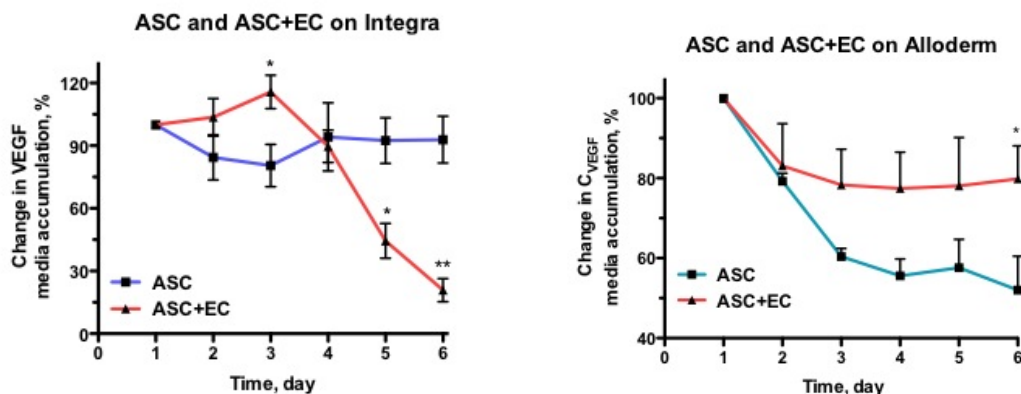 ASC and ASC+EC on Integra
Change in VEGF
media accumulation, %
120
90
60
30
0
*
*
**
ASC
ASC+EC
0 1 2 3 4 5 6
Time, day
ASC and ASC+EC on Alloderm
Change in C_VEGF
media accumulation, %
100
80
60
40
*
ASC
ASC+EC
0 1 2 3 4 5 6
Time, day